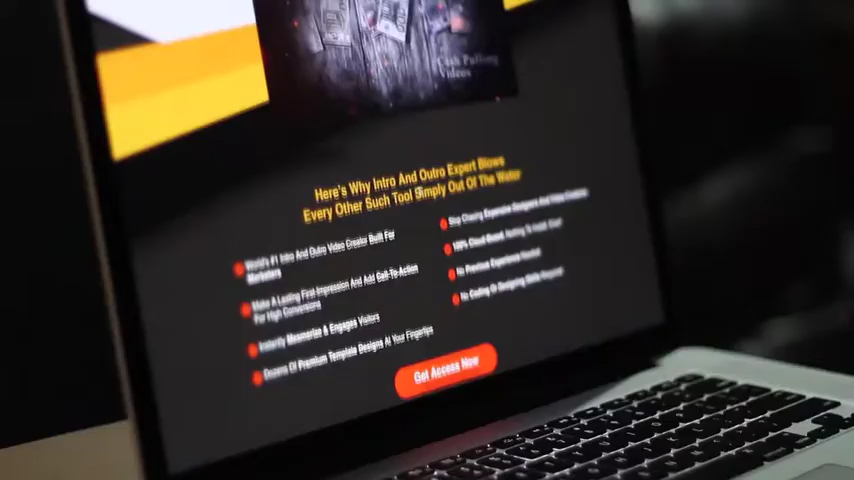 Cash Pulling
Videos
Here's Why Intro And Outro Expert Blows
Every Other Such Tool Simply Out Of The Water
World's #1 Intro And Outro Video Creator Built For
Marketers
Make A Lasting First Impression And Add Call-To-Action
For High Conversions
Instantly Mesmerize & Engages Visitors
Dozens Of Premium Template Designs At Your Fingertips
Stop Chasing Expensive Designers And Video Creators
100% Cloud Based, Nothing To Install Ever
No Previous Experience Needed
No Coding Or Designing Skills Required
Get Access Now